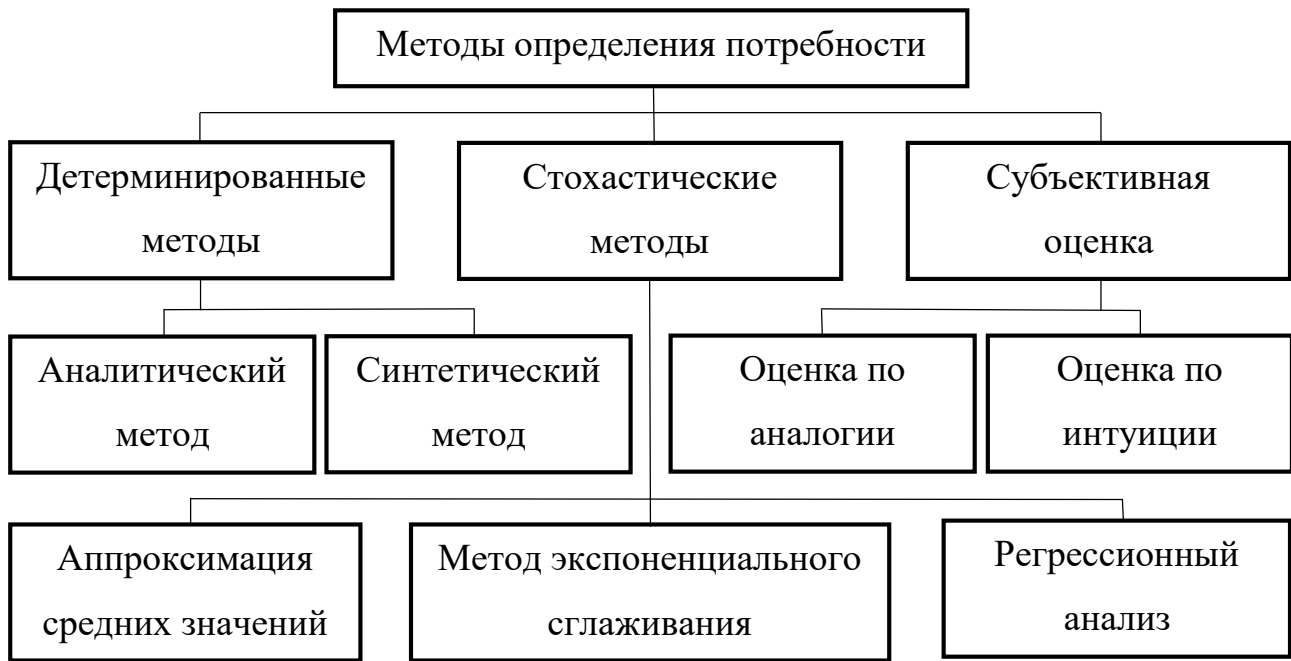 Методы определения потребности
Детерминированные
методы
Стохастические
методы
Субъективная
оценка
Аналитический
метод
Синтетический
метод
Оценка по
аналогии
Оценка по
интуиции
Аппроксимация
средних значений
Метод экспоненциального
сглаживания
Регрессионный
анализ